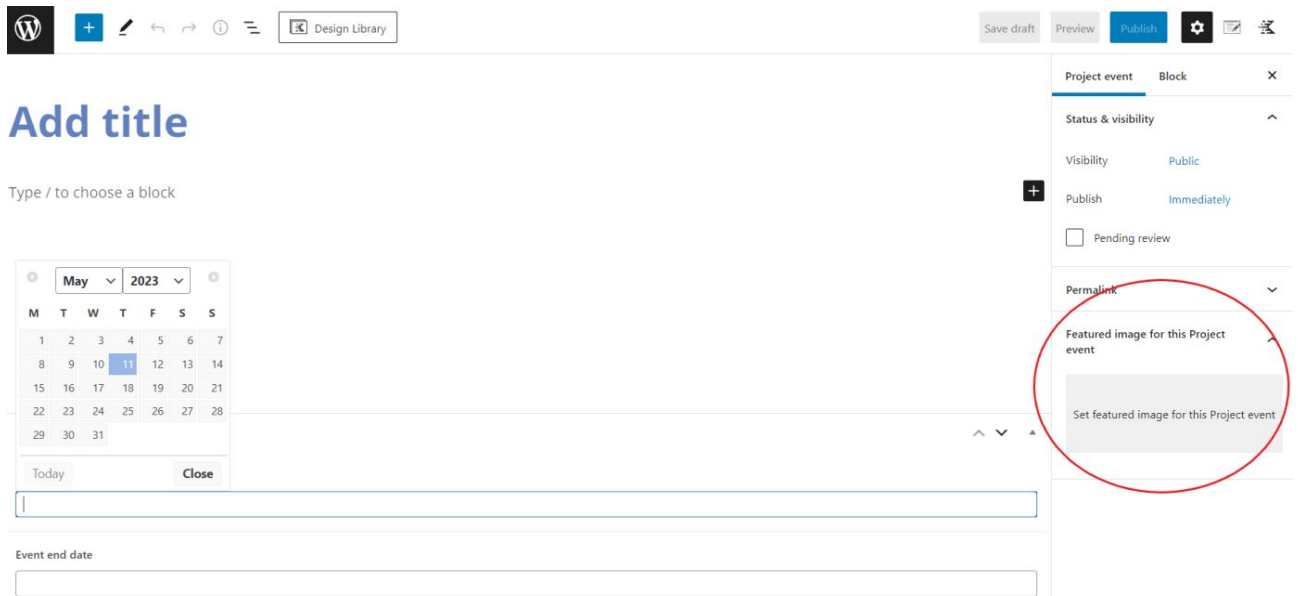 Design Library
Save draft Preview Publish
Add title
Type / to choose a block
May 2023
M T W T F S S
1 2 3 4 5 6 7
8 9 10 11 12 13 14
15 16 17 18 19 20 21
22 23 24 25 26 27 28
29 30 31
Today Close
Event end date
Project event Block
Status & visibility
Visibility Public
Publish Immediately
Pending review
Permalink
Featured image for this Project
event
Set featured image for this Project event